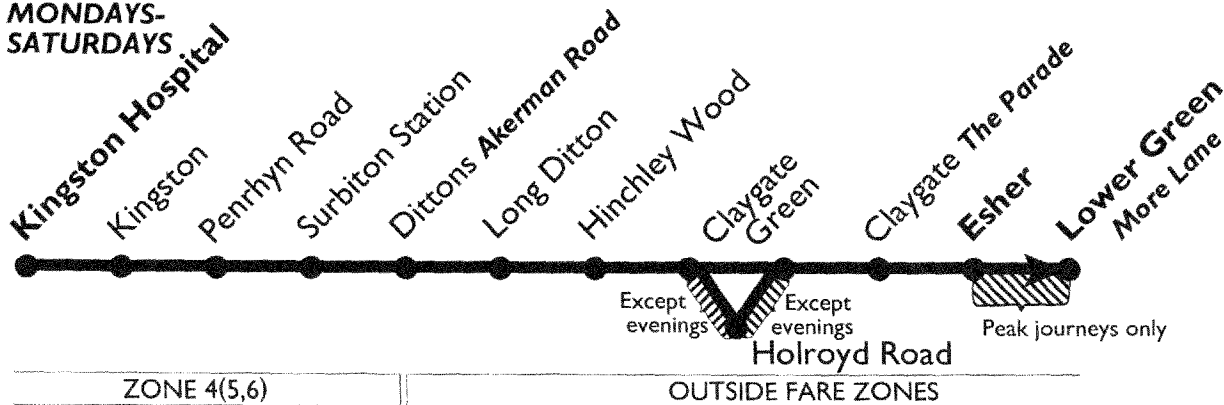 MONDAYS-
SATURDAYS
Kingston Hospital
Kingston
Penrhyn Road
Surbiton Station
Dittons Akerman Road
Long Ditton
Hinchley Wood
Claygate
Green
Claygate The Parade
Esher
Lower Green
More Lane
Except
evenings
Except
evenings
Holroyd Road
Peak journeys only
ZONE 4(5,6)
OUTSIDE FARE ZONES